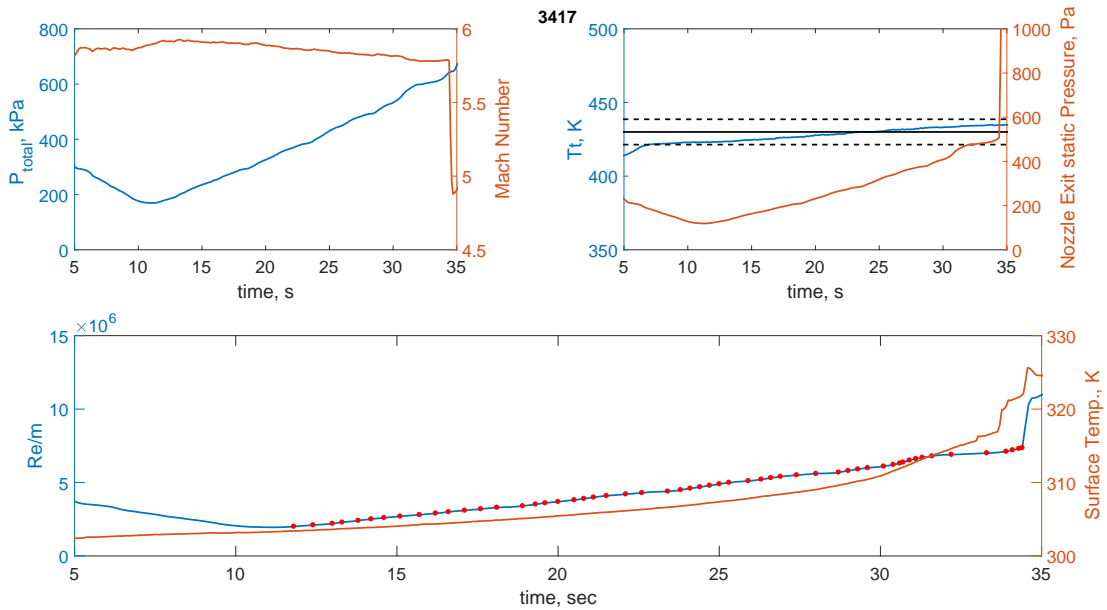 3417
800
600
400
200
0
P_total, kPa
6
5.5
5
4.5
Mach Number
5 10 15 20 25 30 35
time, s
500
450
400
350
Tt, K
1000
800
600
400
200
0
Nozzle Exit static Pressure, Pa
5 10 15 20 25 30 35
time, s
×10^6
15
10
5
0
Re/m
330
320
310
300
Surface Temp., K
5 10 15 20 25 30 35
time, sec